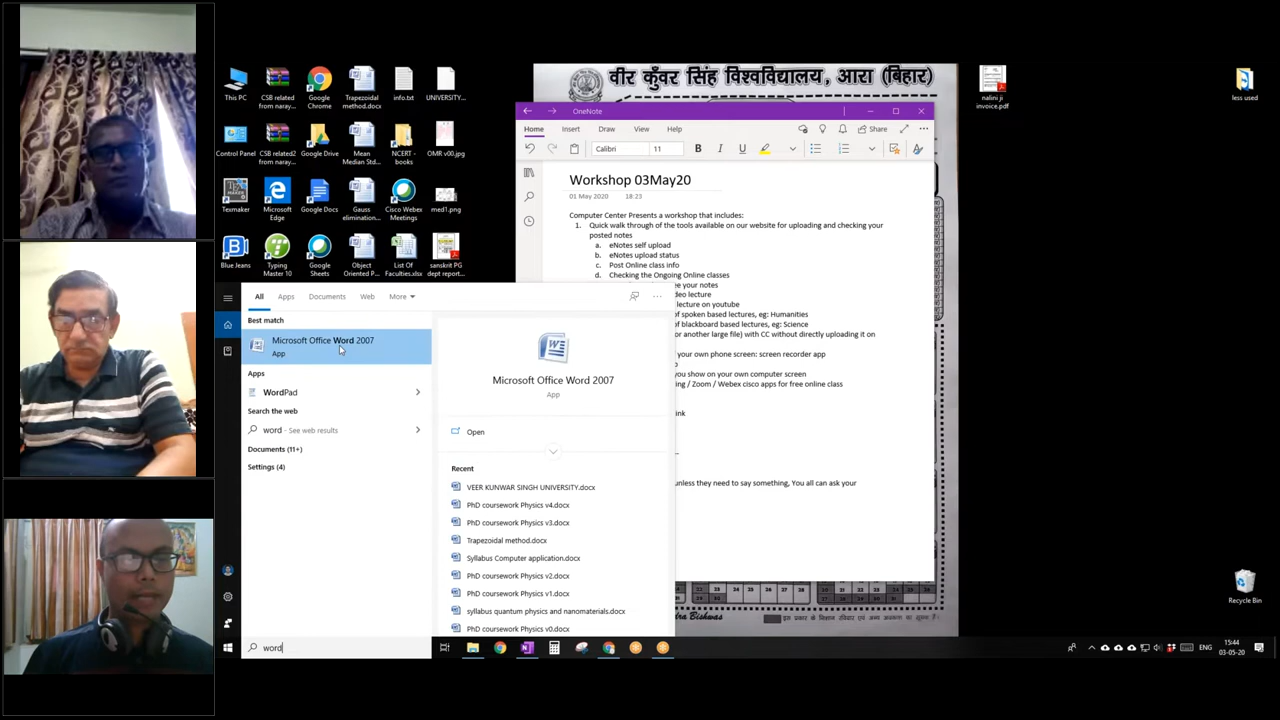 वीर कुँवर सिंह विश्वविद्यालय, आरा (बिहार)
This PC
CSB related from naray...
Google Chrome
Trapezoidal method.docx
info.txt
UNIVERSITY...
nalini ji invoice.pdf
less used
Control Panel
CSB related2 from naray...
Google Drive
Mean Median Std...
NCERT - books
OMR v00.jpg
Texmaker
Microsoft Edge
Google Docs
Gauss elimination...
Cisco Webex Meetings
med1.png
Blue Jeans
Typing Master 10
Google Sheets
Object Oriented P...
List Of Faculties.xlsx
sanskrit PG dept report...
OneNote
Home Insert Draw View Help Share
Calibri 11 B I U
Workshop 03May20
01 May 2020 18:23
Computer Center Presents a workshop that includes:
1. Quick walk through of the tools available on our website for uploading and checking your
posted notes
a. eNotes self upload
b. eNotes upload status
c. Post Online class info
d. Checking the Ongoing Online classes
see your notes
video lecture
lecture on youtube
of spoken based lectures, eg: Humanities
of blackboard based lectures, eg: Science
(or another large file) with CC without directly uploading it on
your own phone screen: screen recorder app
you show on your own computer screen
/ Zoom / Webex cisco apps for free online class
unless they need to say something, You all can ask your
All Apps Documents Web More
Best match
Microsoft Office Word 2007
App
Apps
WordPad
Search the web
word - See web results
Documents (11+)
Settings (4)
Microsoft Office Word 2007
App
Open
Recent
VEER KUNWAR SINGH UNIVERSITY.docx
PhD coursework Physics v4.docx
PhD coursework Physics v3.docx
Trapezoidal method.docx
Syllabus Computer application.docx
PhD coursework Physics v2.docx
PhD coursework Physics v1.docx
syllabus quantum physics and nanomaterials.docx
PhD coursework Physics v0.docx
Recycle Bin
word
ENG
15:44
03-05-20